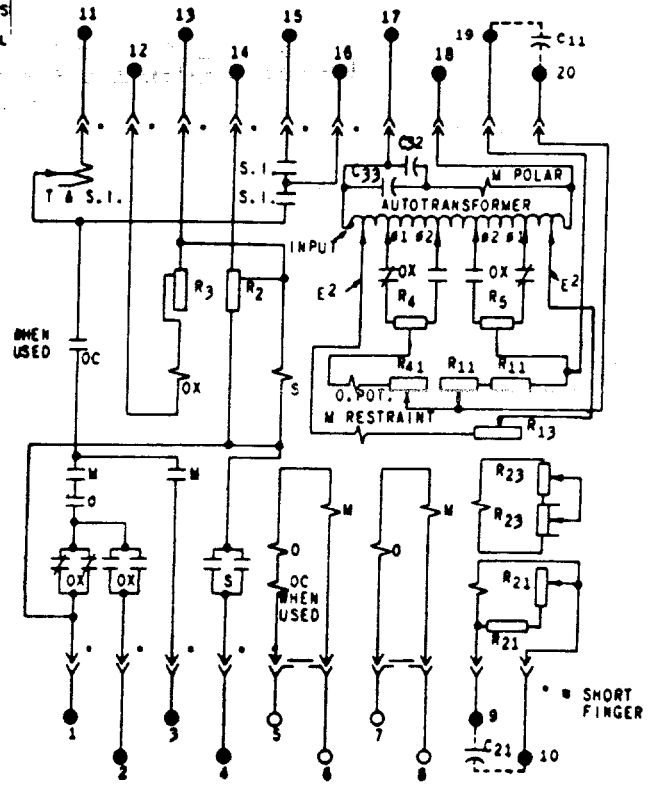 S
L
11
13
15
17
19
C11
12
14
16
18
20
S.I.
C32
C33
M POLAR
T & S.I.
S.I.
AUTOTRANSFORMER
INPUT
ø1 ø2
ø2 ø1
OX
OX
E2
E2
R3
R2
R4
R5
WHEN
USED
OC
OX
S
R41
R11
R11
O.POT.
M RESTRAINT
R13
M
M
O
M
M
R23
R23
O
O
OX
OX
S
OC
WHEN
USED
R21
R21
* = SHORT
FINGER
1
3
5
7
9
C21
10
2
4
6
8